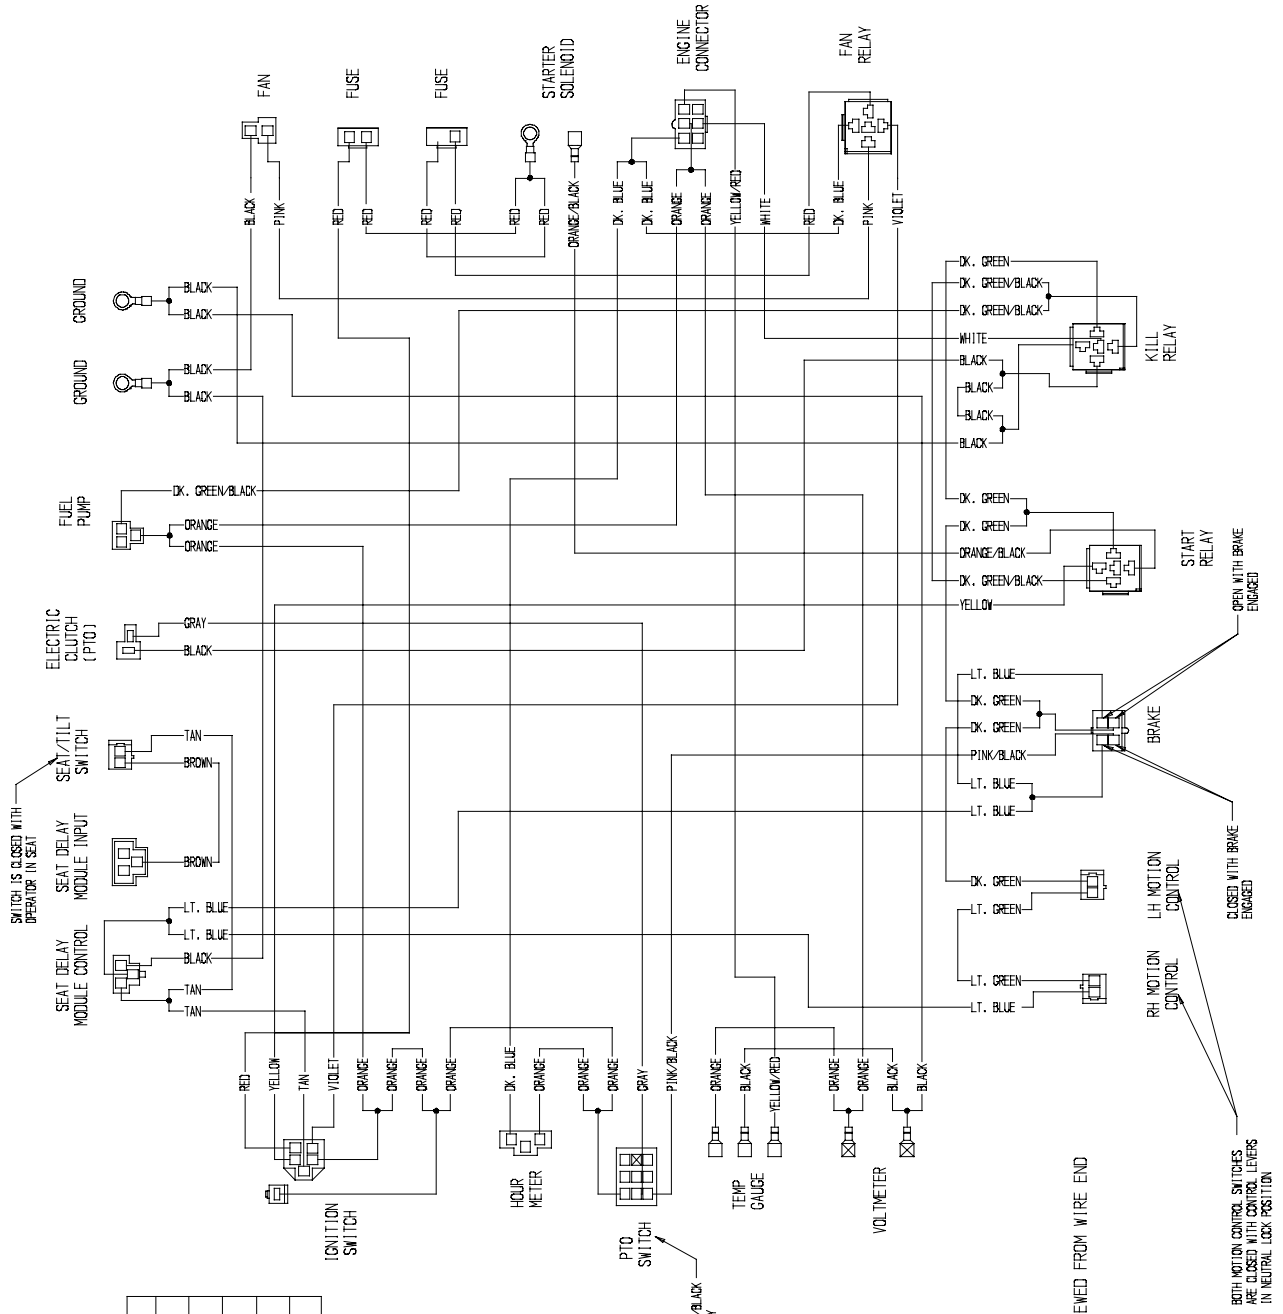 FAN
FUSE
FUSE
STARTER
SOLENOID
ENGINE
CONNECTOR
FAN
RELAY
BLACK
PINK
RED
RED
RED
RED
RED
RED
ORANGE/BLACK
DK. BLUE
DK. BLUE
ORANGE
ORANGE
YELLOW/RED
WHITE
RED
DK. BLUE
PINK
VIOLET
GROUND
BLACK
BLACK
GROUND
BLACK
BLACK
DK. GREEN
DK. GREEN/BLACK
DK. GREEN/BLACK
WHITE
BLACK
BLACK
BLACK
BLACK
KILL
RELAY
FUEL
PUMP
DK. GREEN/BLACK
ORANGE
ORANGE
DK. GREEN
DK. GREEN
ORANGE/BLACK
DK. GREEN/BLACK
YELLOW
START
RELAY
OPEN WITH BRAKE
ENGAGED
ELECTRIC
CLUTCH
(PTO)
GRAY
BLACK
SEAT/TILT
SWITCH
TAN
BROWN
SWITCH IS CLOSED WITH
OPERATOR IN SEAT
LT. BLUE
DK. GREEN
DK. GREEN
PINK/BLACK
LT. BLUE
LT. BLUE
BRAKE
CLOSED WITH BRAKE
ENGAGED
SEAT DELAY
MODULE INPUT
BROWN
SEAT DELAY
MODULE CONTROL
LT. BLUE
LT. BLUE
BLACK
TAN
TAN
DK. GREEN
LT. GREEN
LH MOTION
CONTROL
LT. GREEN
LT. BLUE
RH MOTION
CONTROL
RED
YELLOW
TAN
VIOLET
ORANGE
ORANGE
ORANGE
ORANGE
DK. BLUE
ORANGE
ORANGE
ORANGE
GRAY
PINK/BLACK
ORANGE
BLACK
YELLOW/RED
ORANGE
ORANGE
BLACK
BLACK
IGNITION
SWITCH
HOUR
METER
PTO
SWITCH
TEMP
GAUGE
VOLTMETER
/BLACK
Y
EWED FROM WIRE END
BOTH MOTION CONTROL SWITCHES
ARE CLOSED WITH CONTROL LEVERS
IN NEUTRAL LOCK POSITION